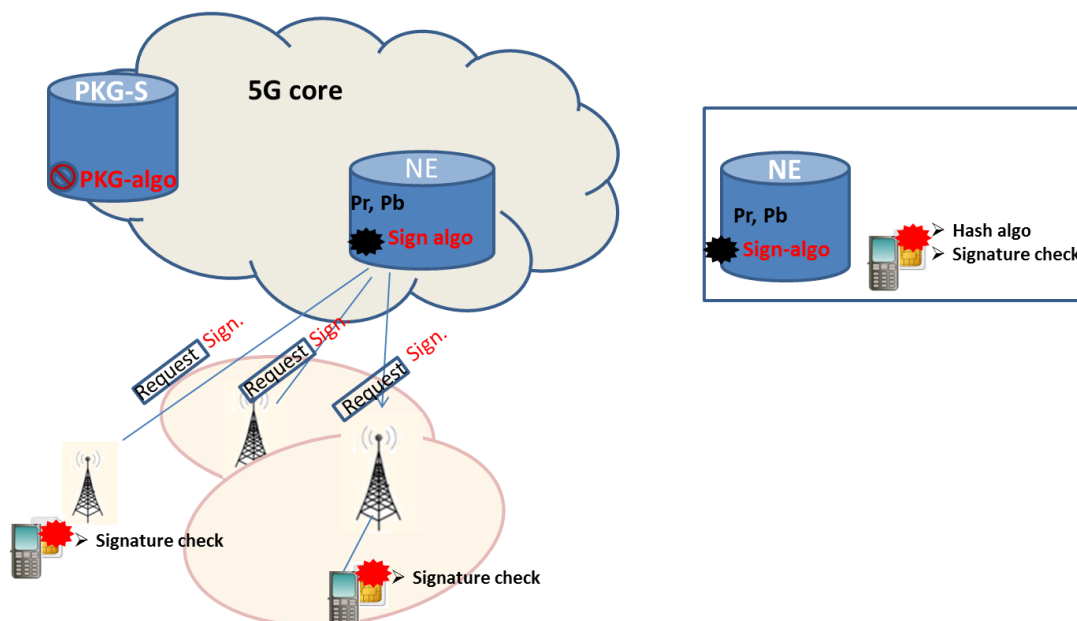 PKG-S
5G core
PKG-algo
NE
Pr, Pb
Sign algo
Request Sign.
Request Sign.
Request Sign.
➢ Signature check
➢ Signature check
NE
Pr, Pb
Sign-algo
➢ Hash algo
➢ Signature check